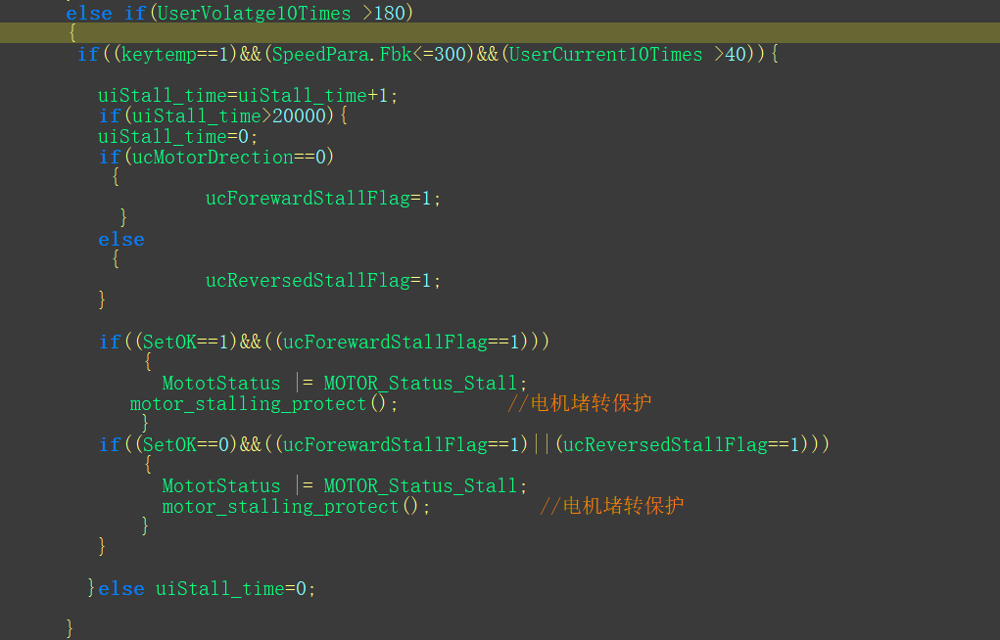 else if(UserVolatge10Times >180)
{
if((keytemp==1)&&(SpeedPara.Fbk<=300)&&(UserCurrent10Times >40)){
uiStall_time=uiStall_time+1;
if(uiStall_time>20000){
uiStall_time=0;
if(ucMotorDrection==0)
{
ucForewardStallFlag=1;
}
else
{
ucReversedStallFlag=1;
}
if((SetOK==1)&&((ucForewardStallFlag==1)))
{
MototStatus |= MOTOR_Status_Stall;
motor_stalling_protect(); //电机堵转保护
}
if((SetOK==0)&&((ucForewardStallFlag==1)||(ucReversedStallFlag==1)))
{
MototStatus |= MOTOR_Status_Stall;
motor_stalling_protect(); //电机堵转保护
}
}
}else uiStall_time=0;
}